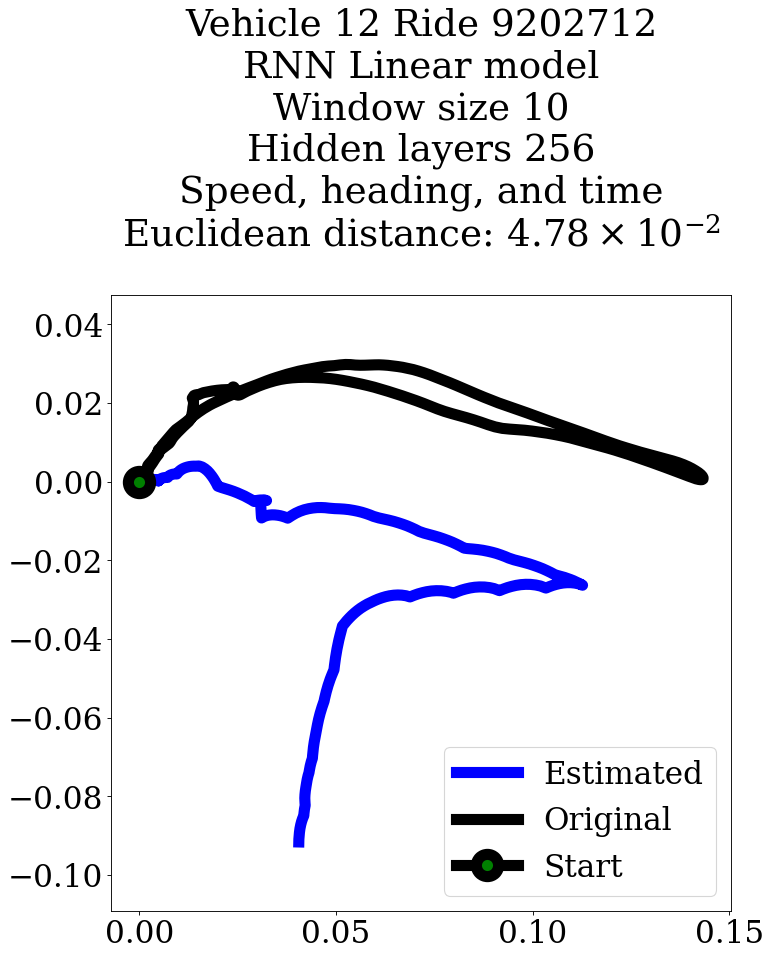 Vehicle 12 Ride 9202712
RNN Linear model
Window size 10
Hidden layers 256
Speed, heading, and time
Euclidean distance: 4.78 × 10⁻²
0.04
0.02
0.00
−0.02
−0.04
−0.06
−0.08
−0.10
Estimated
Original
Start
0.00 0.05 0.10 0.15